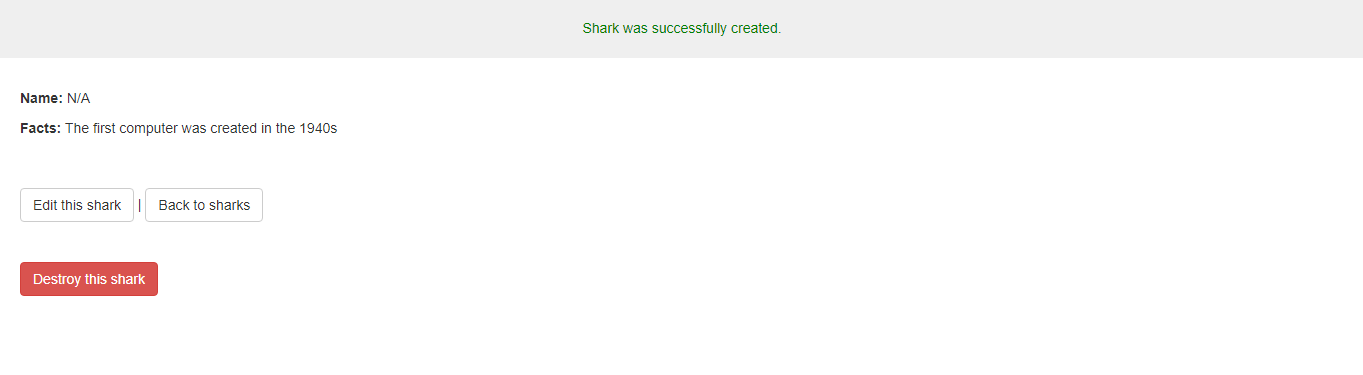 Shark was successfully created.
Name: N/A
Facts: The first computer was created in the 1940s
Edit this shark | Back to sharks
Destroy this shark